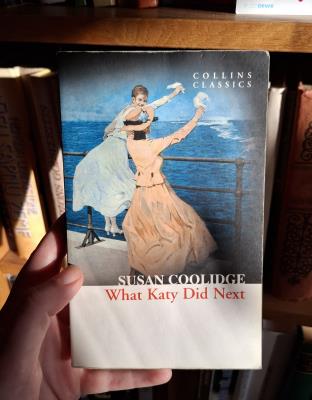 COLLINS
CLASSICS
SUSAN COOLIDGE
What Katy Did Next